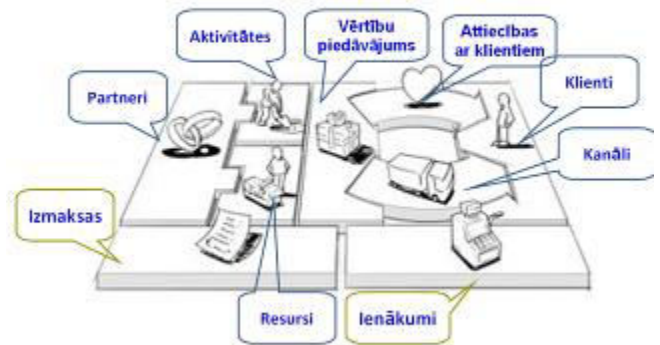 Aktivitātes
Vērtību
piedāvājums
Attiecības
ar klientiem
Partneri
Klienti
Kanāli
Izmaksas
Resursi
Ienākumi